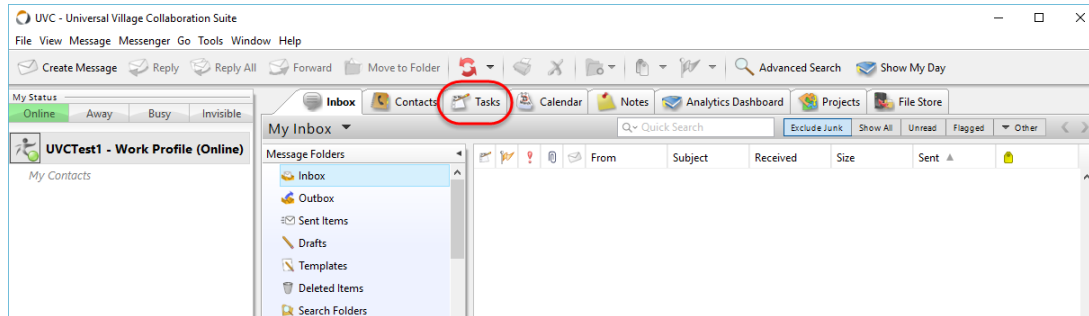 UVC - Universal Village Collaboration Suite
File View Message Messenger Go Tools Window Help
Create Message Reply Reply All Forward Move to Folder Advanced Search Show My Day
My Status
Online Away Busy Invisible
Inbox Contacts Tasks Calendar Notes Analytics Dashboard Projects File Store
My Inbox Quick Search Exclude Junk Show All Unread Flagged Other
UVCTest1 - Work Profile (Online)
My Contacts
Message Folders From Subject Received Size Sent
Inbox
Outbox
Sent Items
Drafts
Templates
Deleted Items
Search Folders